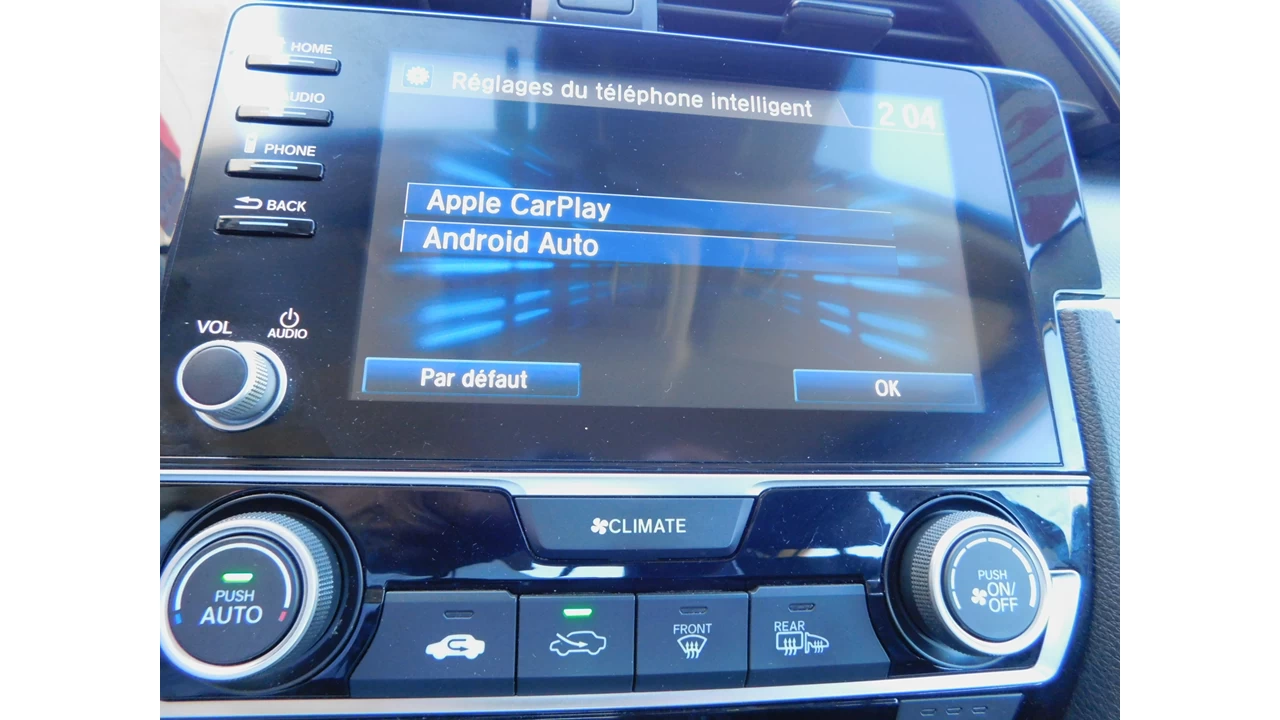 HOME
AUDIO
PHONE
BACK
VOL
AUDIO
Réglages du téléphone intelligent
2 04
Apple CarPlay
Android Auto
Par défaut
OK
CLIMATE
PUSH
AUTO
FRONT
REAR
PUSH
ON/
OFF